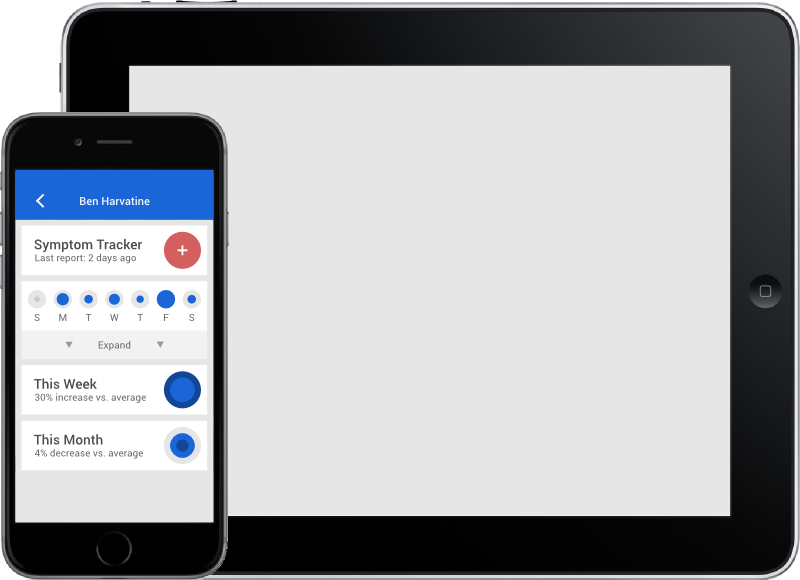 Ben Harvatine
Symptom Tracker
Last report: 2 days ago
+
S M T W T F S
Expand
This Week
30% increase vs. average
This Month
4% decrease vs. average